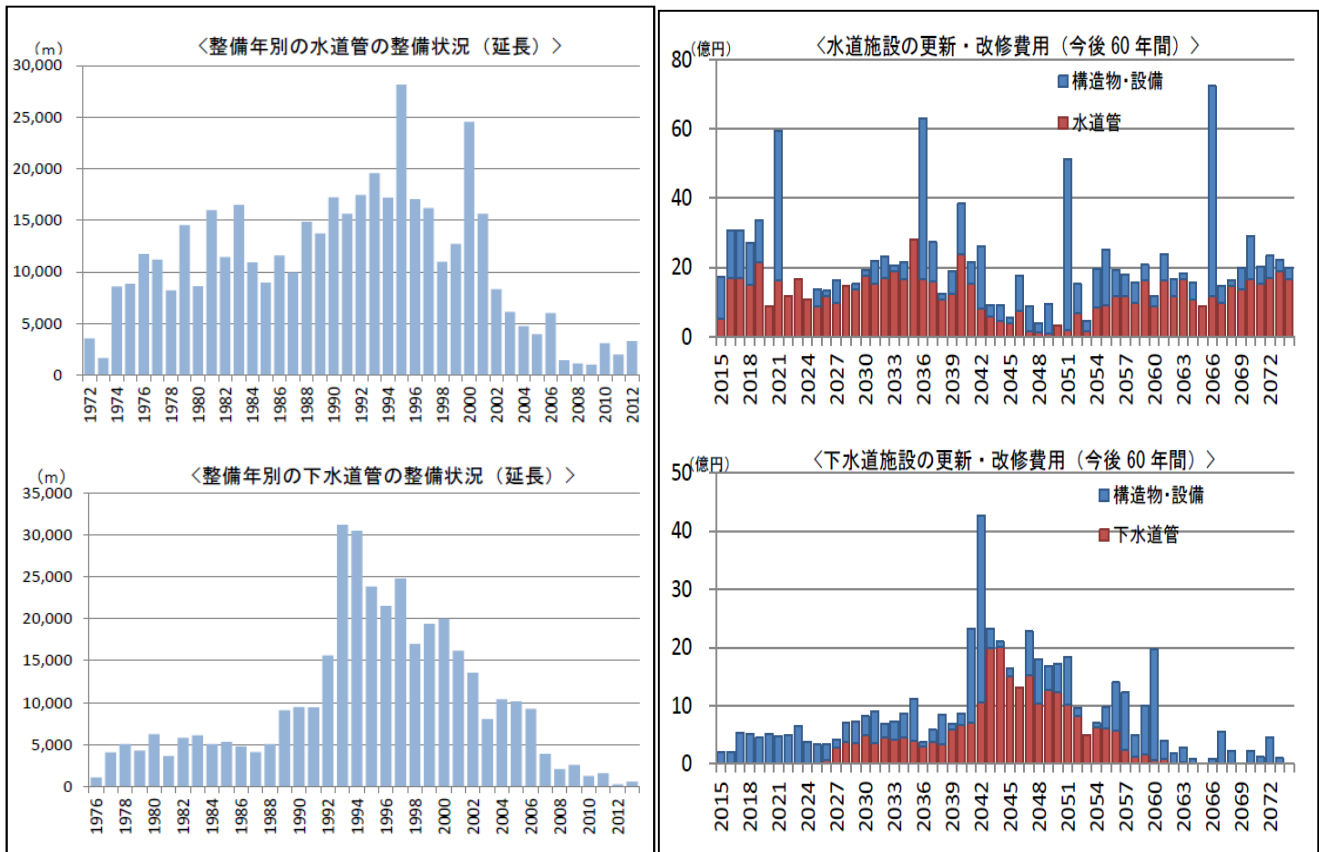 〈整備年別の水道管の整備状況（延長）〉
（m）
30,000
25,000
20,000
15,000
10,000
5,000
0
1972 1974 1976 1978 1980 1982 1984 1986 1988 1990 1992 1994 1996 1998 2000 2002 2004 2006 2008 2010 2012
〈水道施設の更新・改修費用（今後60年間）〉
（億円）
80
60
40
20
0
構造物・設備
水道管
2015 2018 2021 2024 2027 2030 2033 2036 2039 2042 2045 2048 2051 2054 2057 2060 2063 2066 2069 2072
〈整備年別の下水道管の整備状況（延長）〉
（m）
35,000
30,000
25,000
20,000
15,000
10,000
5,000
0
1976 1978 1980 1982 1984 1986 1988 1990 1992 1994 1996 1998 2000 2002 2004 2006 2008 2010 2012
〈下水道施設の更新・改修費用（今後60年間）〉
（億円）
50
40
30
20
10
0
構造物・設備
下水道管
2015 2018 2021 2024 2027 2030 2033 2036 2039 2042 2045 2048 2051 2054 2057 2060 2063 2066 2069 2072